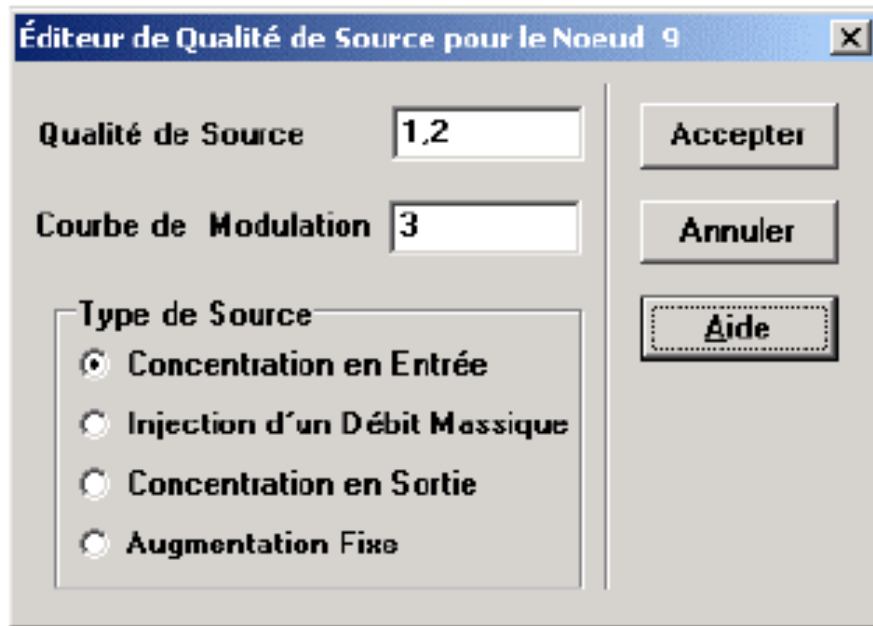 Éditeur de Qualité de Source pour le Noeud 9
Qualité de Source 1,2
Courbe de Modulation 3
Type de Source
Concentration en Entrée
Injection d'un Débit Massique
Concentration en Sortie
Augmentation Fixe
Accepter
Annuler
Aide